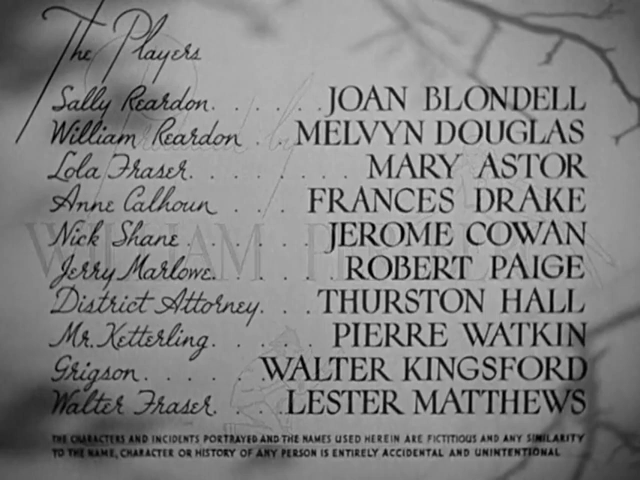 The Players
Sally Reardon. . . . . . JOAN BLONDELL
William Reardon . . . MELVYN DOUGLAS
Lola Fraser. . . . . . . . MARY ASTOR
Anne Calhoun . . . . FRANCES DRAKE
Nick Shane . . . . . . JEROME COWAN
Jerry Marlowe. . . . . . ROBERT PAIGE
District Attorney. . . THURSTON HALL
Mr. Ketterling. . . . . PIERRE WATKIN
Grigson. . . . . . WALTER KINGSFORD
Walter Fraser. . . . LESTER MATTHEWS
THE CHARACTERS AND INCIDENTS PORTRAYED AND THE NAMES USED HEREIN ARE FICTITIOUS AND ANY SIMILARITY
TO THE NAME, CHARACTER OR HISTORY OF ANY PERSON IS ENTIRELY ACCIDENTAL AND UNINTENTIONAL